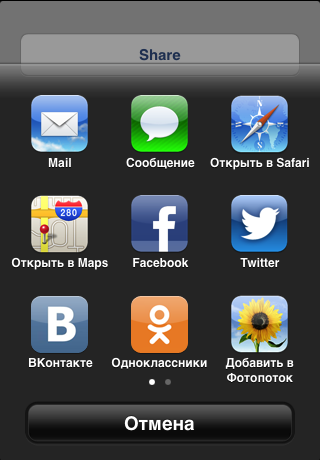 Share
Mail
Сообщение
Открыть в Safari
280
Открыть в Maps
Facebook
Twitter
ВКонтакте
Одноклассники
Добавить в
Фотопоток
Отмена